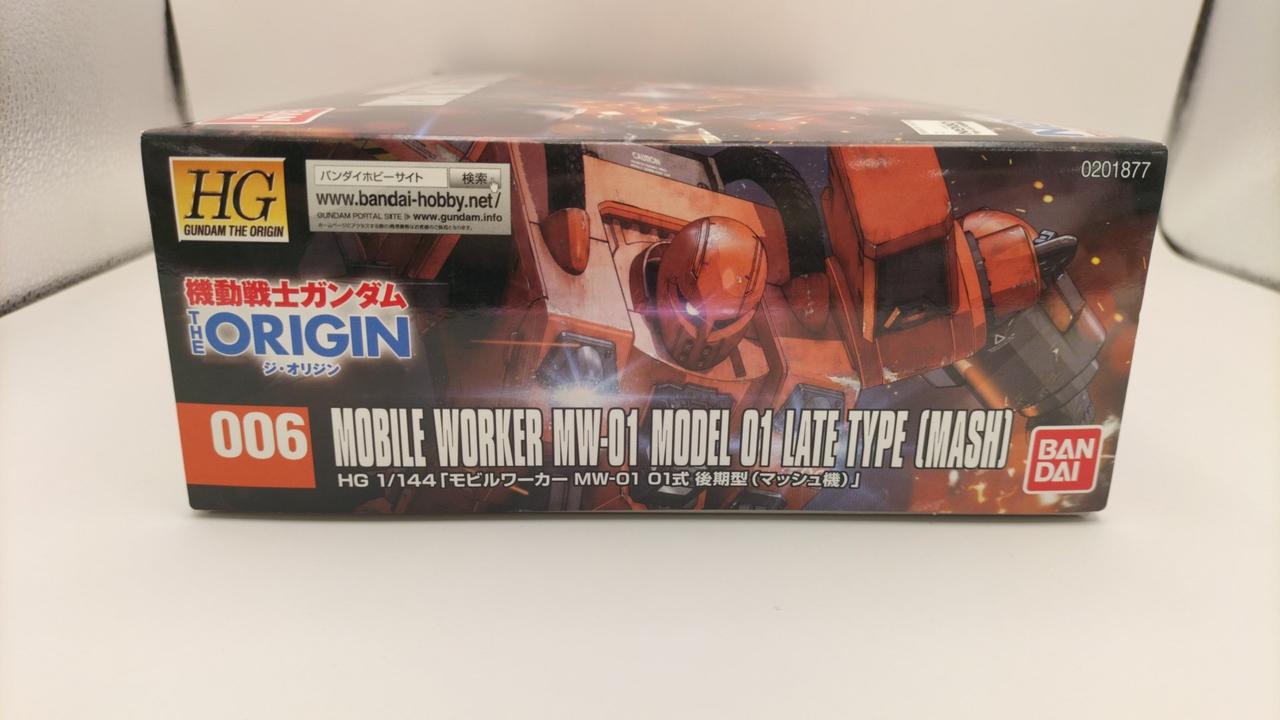 HG
GUNDAM THE ORIGIN
バンダイホビーサイト 検索
www.bandai-hobby.net/
GUNDAM PORTAL SITE ▷ www.gundam.info
CAUTION
0201877
機動戦士ガンダム
THE ORIGIN
ジ・オリジン
006
MOBILE WORKER MW-01 MODEL 01 LATE TYPE (MASH)
HG 1/144「モビルワーカー MW-01 01式 後期型（マッシュ機）」
BAN
DAI